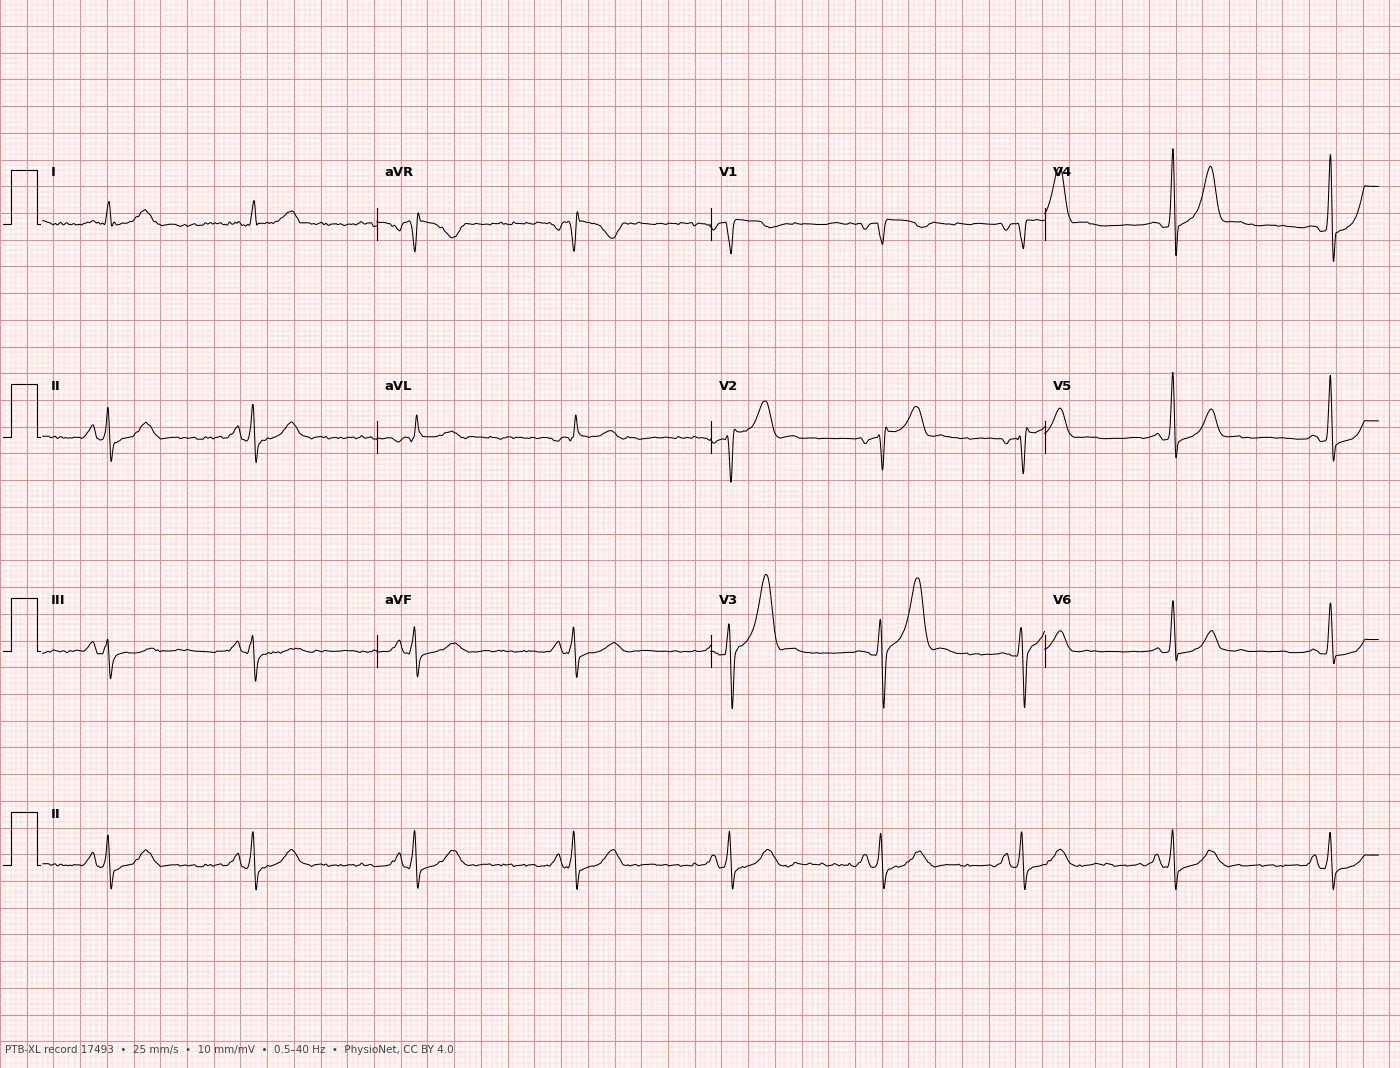 I aVR V1 V4
II aVL V2 V5
III aVF V3 V6
II
PTB-XL record 17493 • 25 mm/s • 10 mm/mV • 0.5–40 Hz • PhysioNet, CC BY 4.0